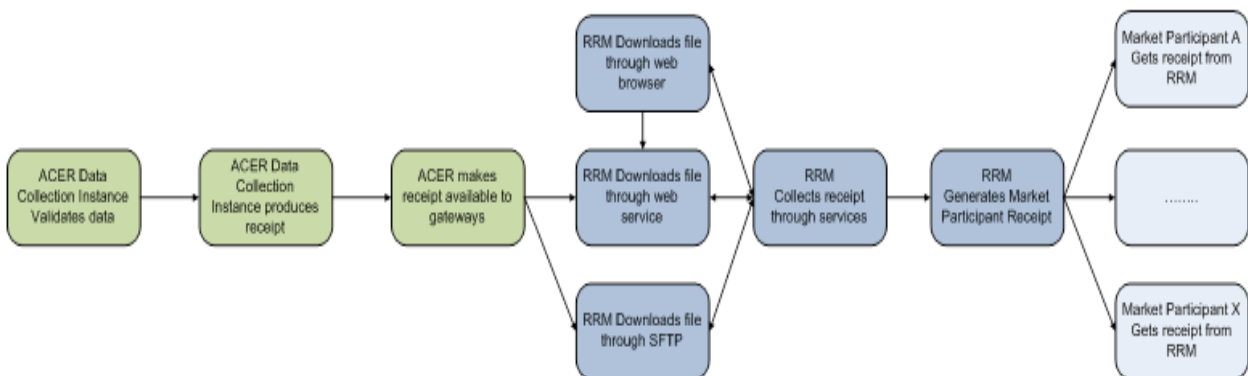 ACER Data
Collection Instance
Validates data
ACER Data
Collection
Instance produces
receipt
ACER makes
receipt available to
gateways
RRM Downloads file
through web
browser
RRM Downloads file
through web
service
RRM Downloads file
through SFTP
RRM
Collects receipt
through services
RRM
Generates Market
Participant Receipt
Market Participant A
Gets receipt from
RRM
........
Market Participant X
Gets receipt from
RRM